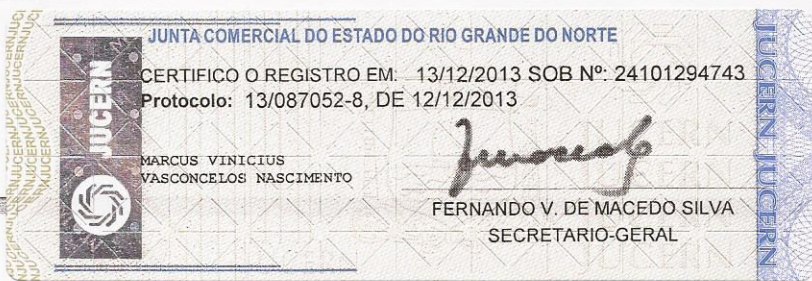 JUNTA COMERCIAL DO ESTADO DO RIO GRANDE DO NORTE
CERTIFICO O REGISTRO EM: 13/12/2013 SOB Nº: 24101294743
Protocolo: 13/087052-8, DE 12/12/2013
JUCERN
MARCUS VINICIUS
VASCONCELOS NASCIMENTO
FERNANDO V. DE MACEDO SILVA
SECRETARIO-GERAL
JUCERN JUCERN